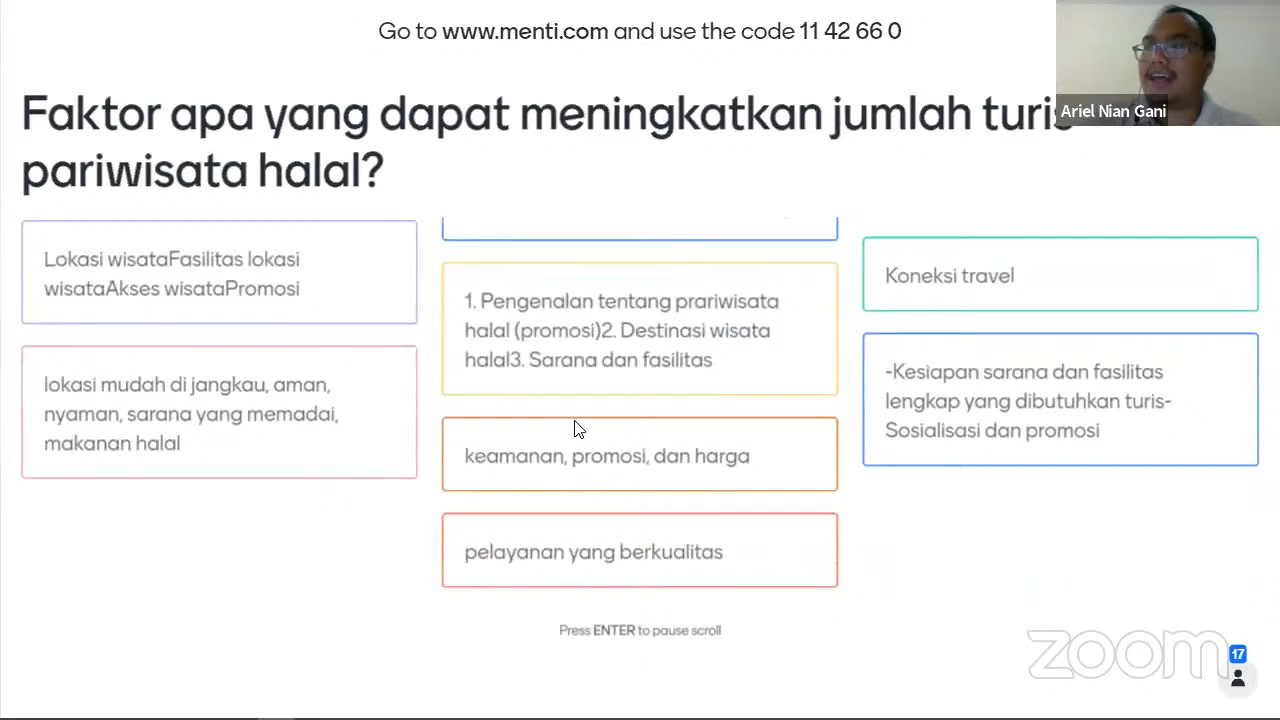 Go to www.menti.com and use the code 11 42 66 0
Ariel Nian Gani
Faktor apa yang dapat meningkatkan jumlah turis
pariwisata halal?
Lokasi wisataFasilitas lokasi
wisataAkses wisataPromosi
lokasi mudah di jangkau, aman,
nyaman, sarana yang memadai,
makanan halal
1. Pengenalan tentang prariwisata
halal (promosi)2. Destinasi wisata
halal3. Sarana dan fasilitas
keamanan, promosi, dan harga
pelayanan yang berkualitas
Koneksi travel
-Kesiapan sarana dan fasilitas
lengkap yang dibutuhkan turis-
Sosialisasi dan promosi
Press ENTER to pause scroll
zoom
17